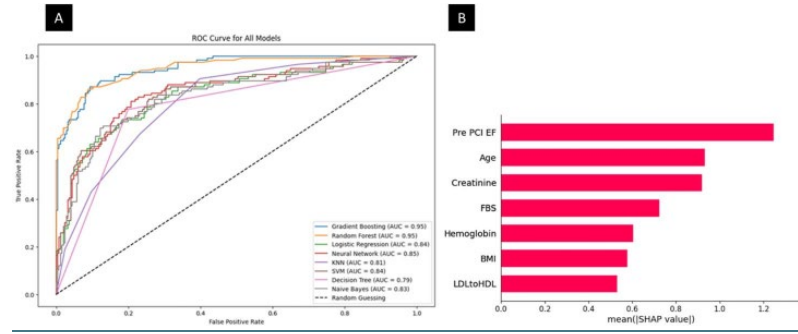 A
ROC Curve for All Models
True Positive Rate
1.0
0.8
0.6
0.4
0.2
0.0
Gradient Boosting (AUC = 0.95)
Random Forest (AUC = 0.95)
Logistic Regression (AUC = 0.84)
Neural Network (AUC = 0.85)
KNN (AUC = 0.81)
SVM (AUC = 0.84)
Decision Tree (AUC = 0.79)
Naive Bayes (AUC = 0.83)
Random Guessing
0.0 0.2 0.4 0.6 0.8 1.0
False Positive Rate
B
Pre PCI EF
Age
Creatinine
FBS
Hemoglobin
BMI
LDLtoHDL
0.0 0.2 0.4 0.6 0.8 1.0 1.2
mean(|SHAP value|)